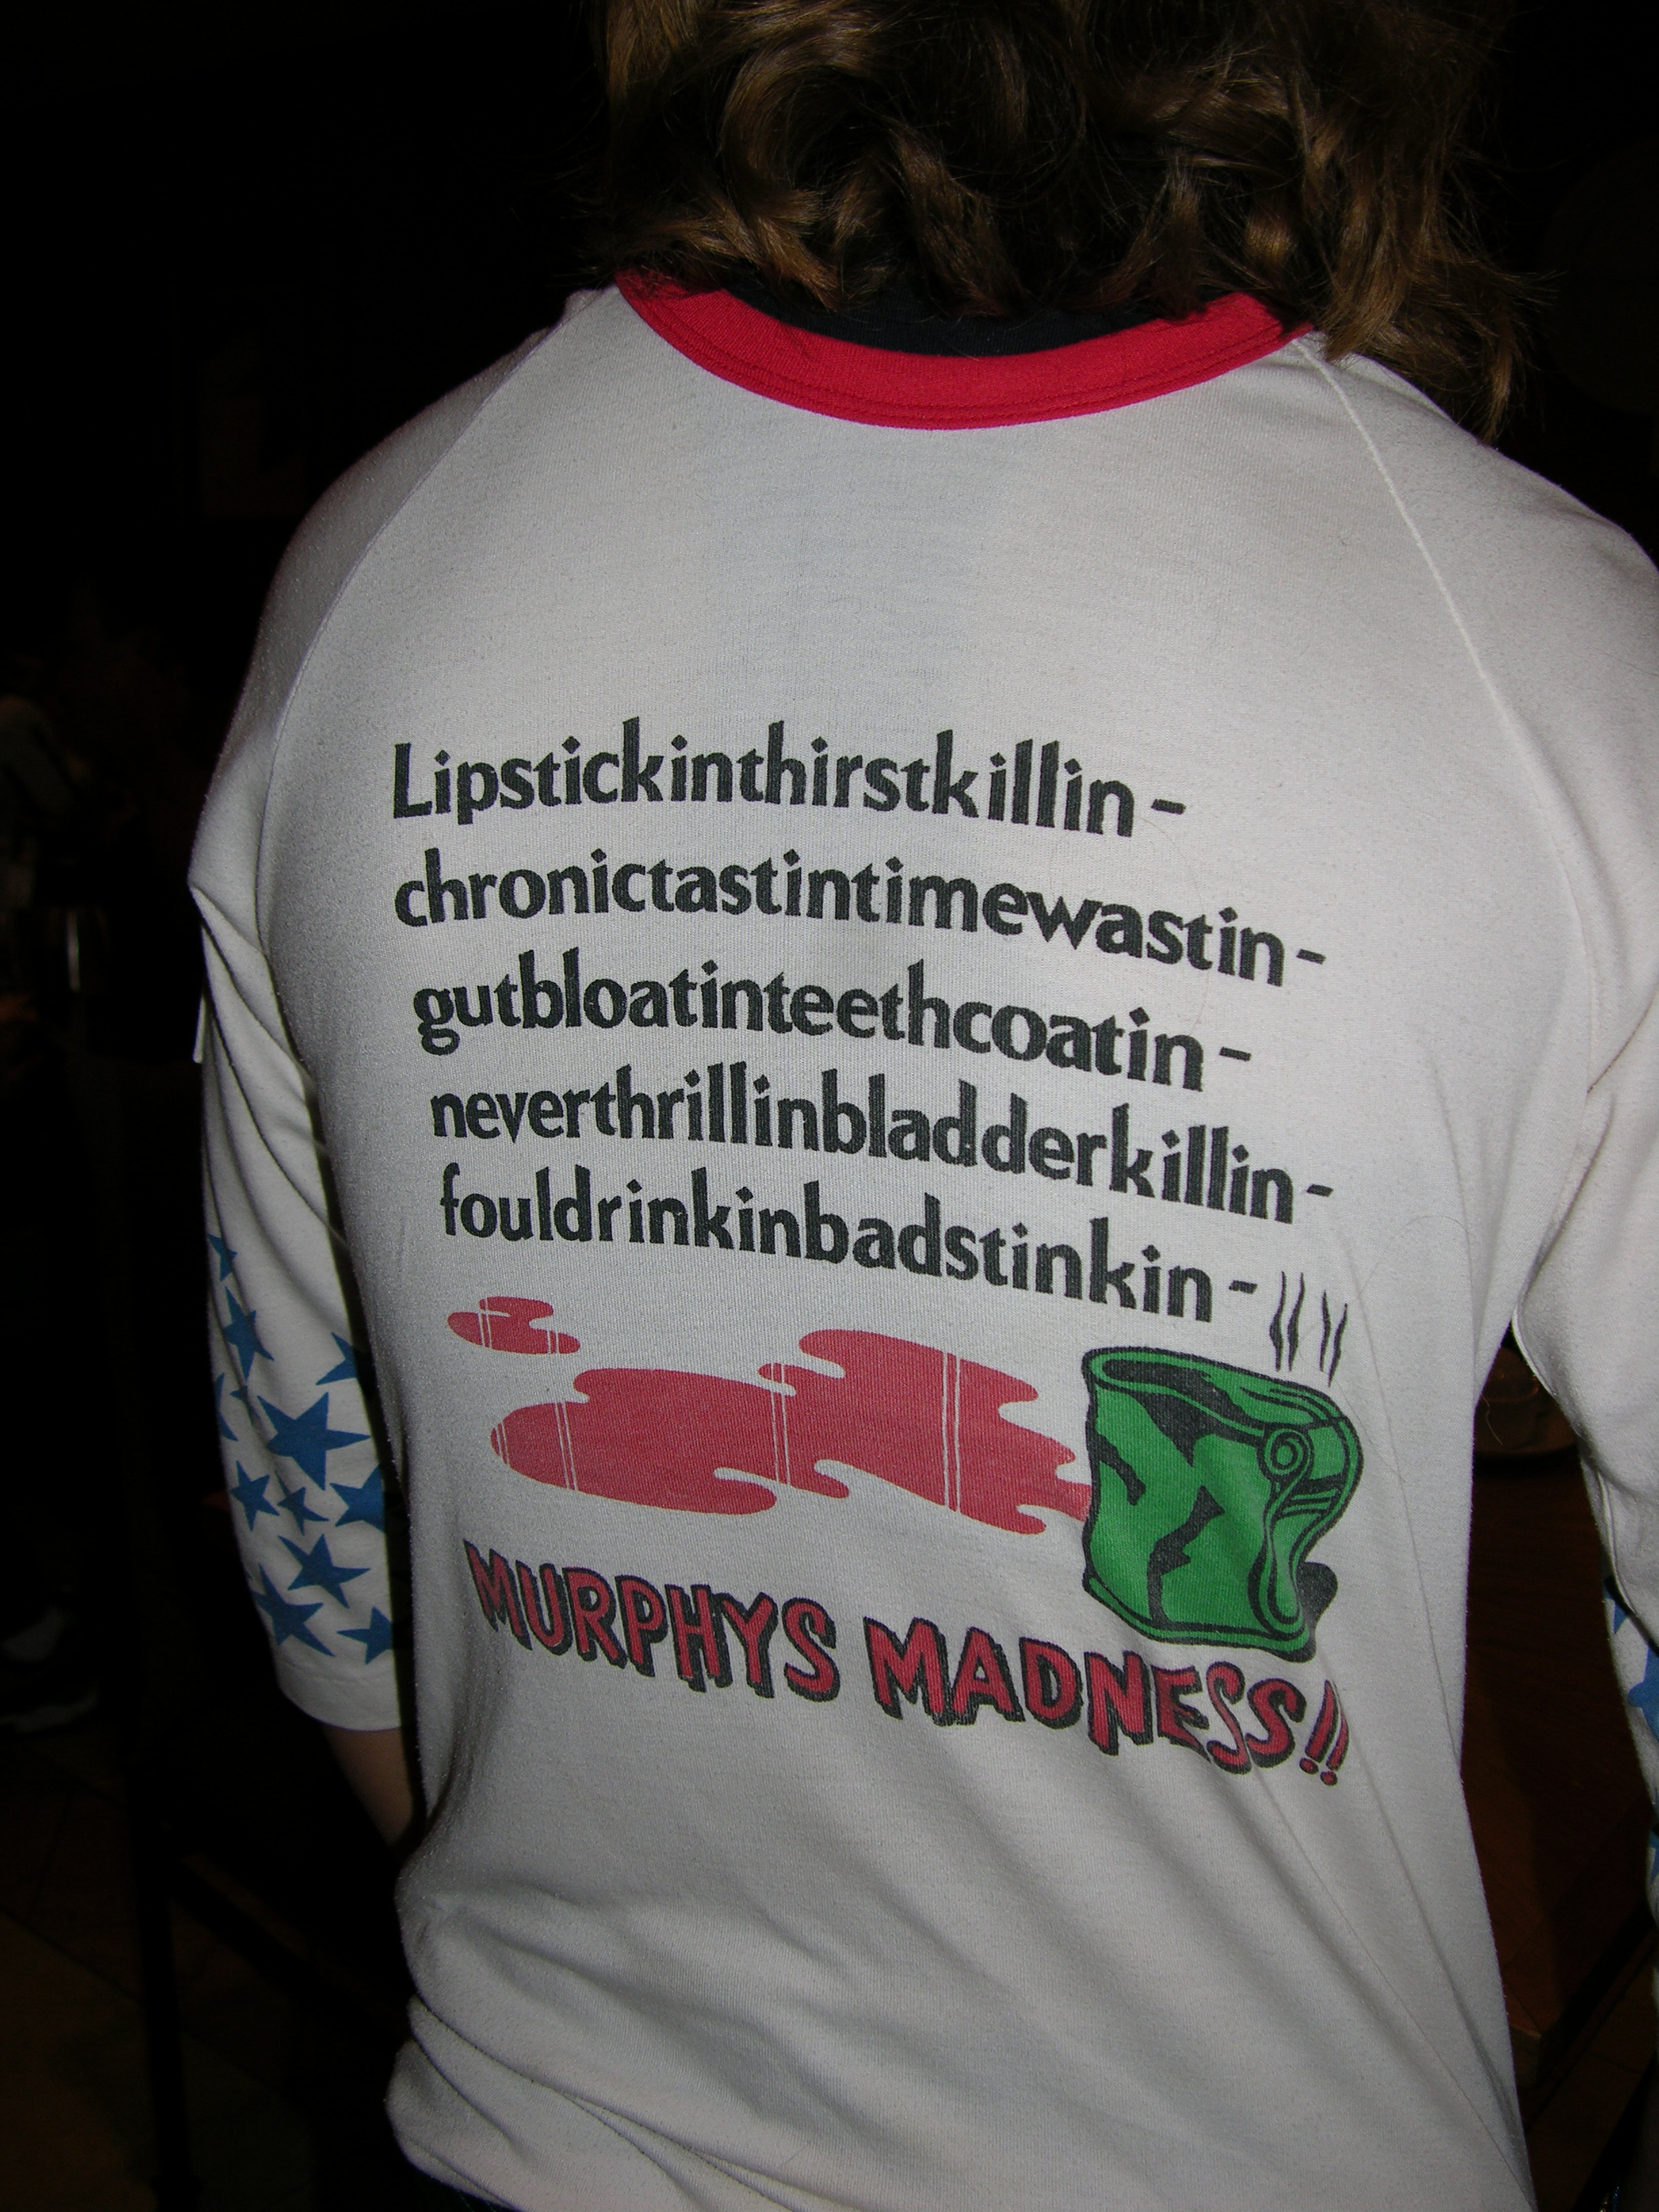 Lipstickinthirstkillin-
chronictastintimewastin-
gutbloatinteethcoatin-
neverthrillinbladderkillin-
fouldrinkinbadstinkin-
MURPHYS MADNESS!!